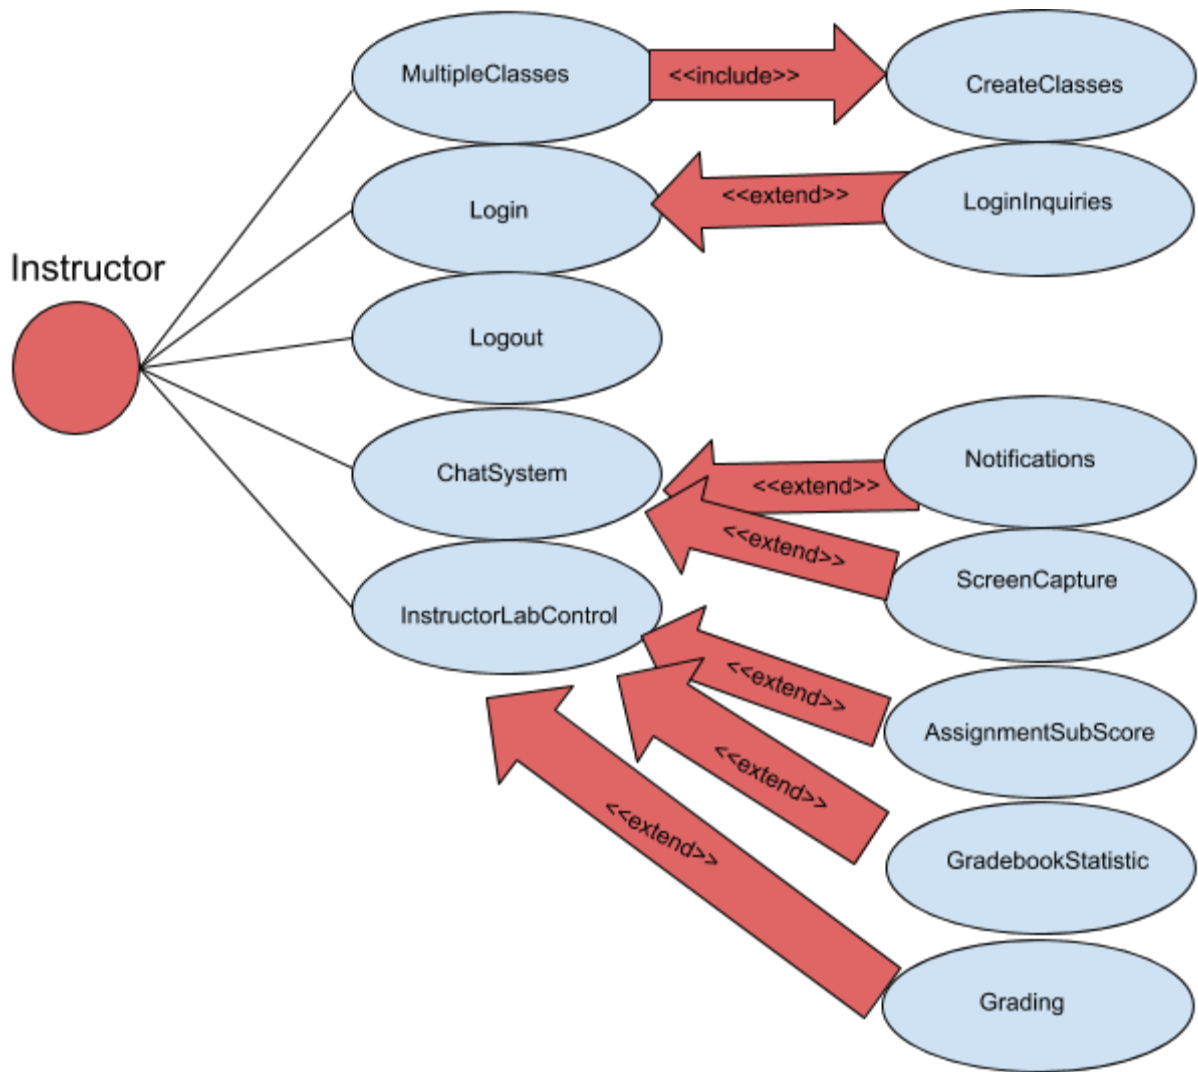 MultipleClasses
<<include>>
CreateClasses
Login
<<extend>>
LoginInquiries
Instructor
Logout
ChatSystem
<<extend>>
Notifications
<<extend>>
ScreenCapture
InstructorLabControl
<<extend>>
AssignmentSubScore
<<extend>>
GradebookStatistic
<<extend>>
Grading